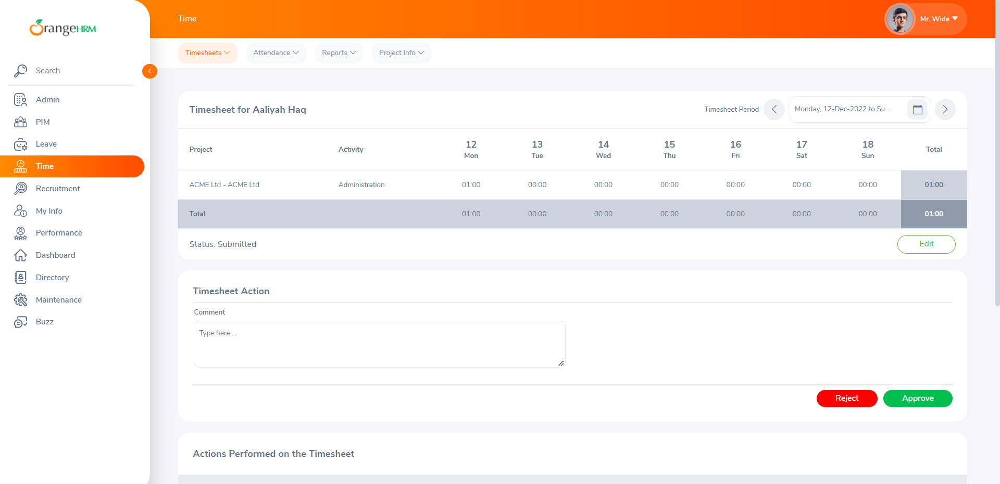 OrangeHRM
Time
Mr. Wide
Search
Admin
PIM
Leave
Time
Recruitment
My Info
Performance
Dashboard
Directory
Maintenance
Buzz
Timesheets
Attendance
Reports
Project Info
Timesheet for Aaliyah Haq
Timesheet Period
Monday, 12-Dec-2022 to Su...
Project Activity 12 Mon 13 Tue 14 Wed 15 Thu 16 Fri 17 Sat 18 Sun Total
ACME Ltd - ACME Ltd Administration 01:00 00:00 00:00 00:00 00:00 00:00 00:00 01:00
Total 01:00 00:00 00:00 00:00 00:00 00:00 00:00 01:00
Status: Submitted
Edit
Timesheet Action
Comment
Type here ...
Reject
Approve
Actions Performed on the Timesheet